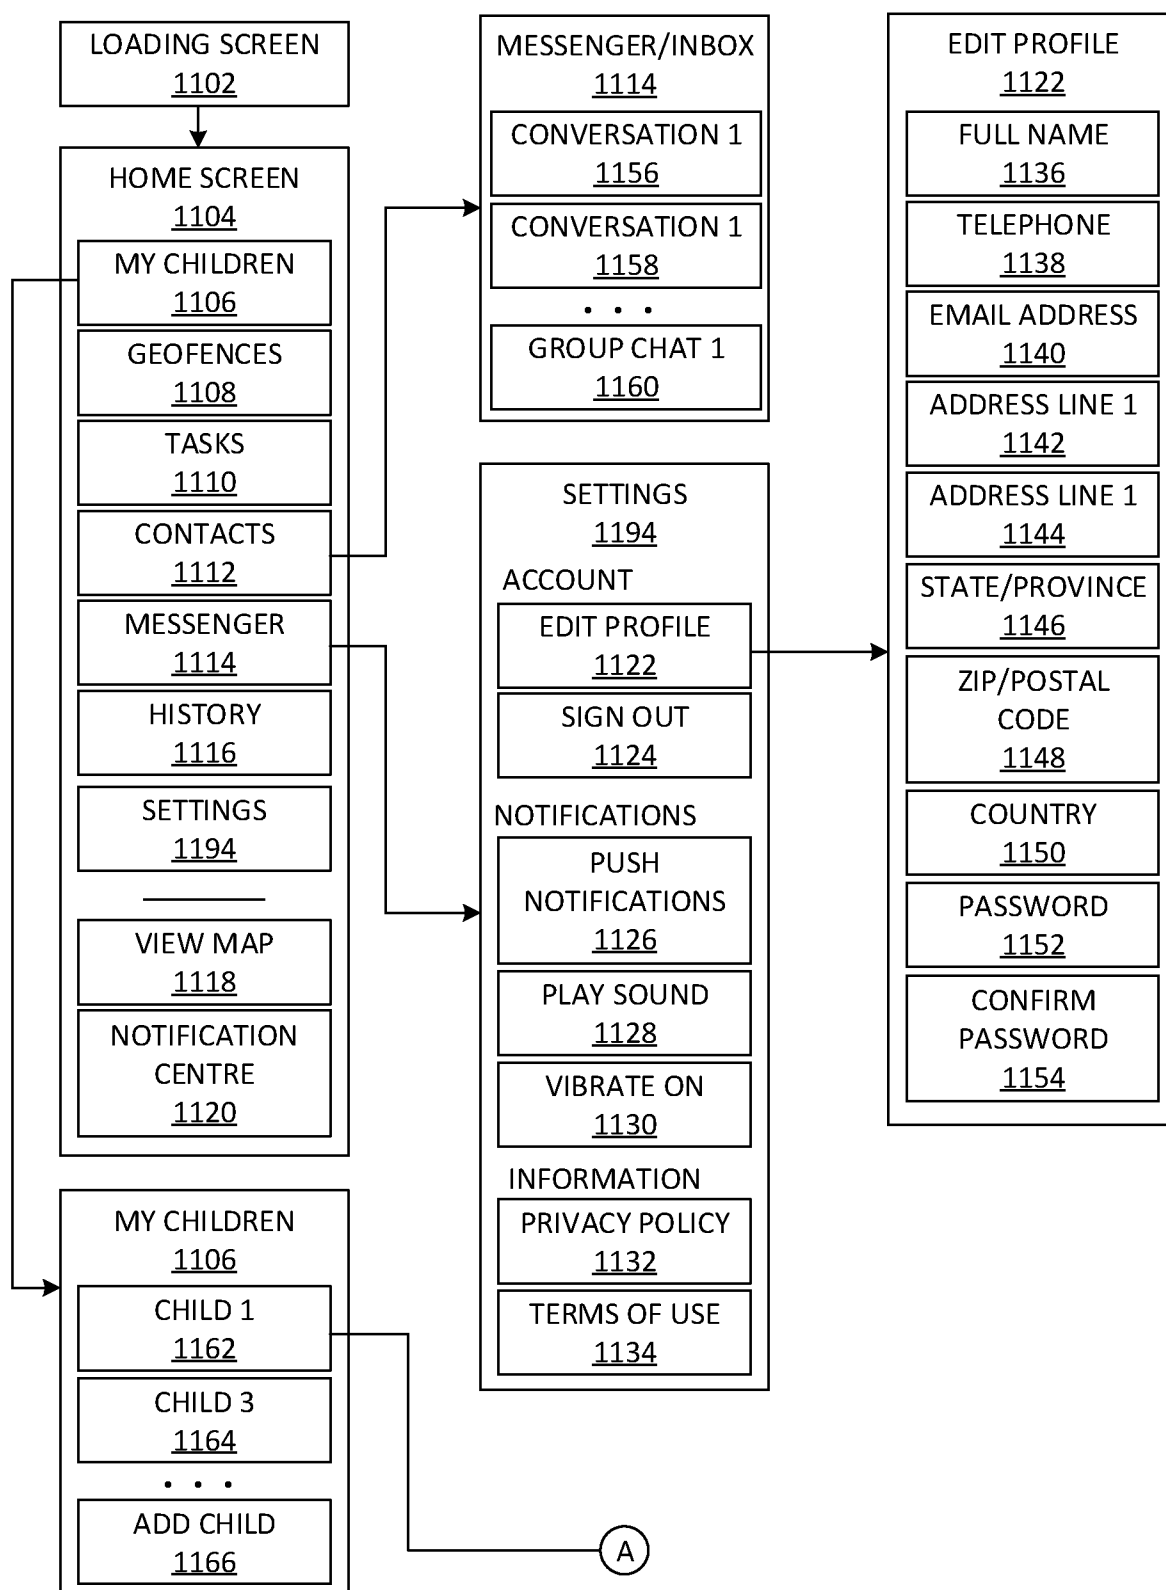 LOADING SCREEN
1102
HOME SCREEN
1104
MY CHILDREN
1106
GEOFENCES
1108
TASKS
1110
CONTACTS
1112
MESSENGER
1114
HISTORY
1116
SETTINGS
1194
VIEW MAP
1118
NOTIFICATION
CENTRE
1120
MY CHILDREN
1106
CHILD 1
1162
CHILD 3
1164
. . .
ADD CHILD
1166
MESSENGER/INBOX
1114
CONVERSATION 1
1156
CONVERSATION 1
1158
. . .
GROUP CHAT 1
1160
SETTINGS
1194
ACCOUNT
EDIT PROFILE
1122
SIGN OUT
1124
NOTIFICATIONS
PUSH
NOTIFICATIONS
1126
PLAY SOUND
1128
VIBRATE ON
1130
INFORMATION
PRIVACY POLICY
1132
TERMS OF USE
1134
A
EDIT PROFILE
1122
FULL NAME
1136
TELEPHONE
1138
EMAIL ADDRESS
1140
ADDRESS LINE 1
1142
ADDRESS LINE 1
1144
STATE/PROVINCE
1146
ZIP/POSTAL
CODE
1148
COUNTRY
1150
PASSWORD
1152
CONFIRM
PASSWORD
1154